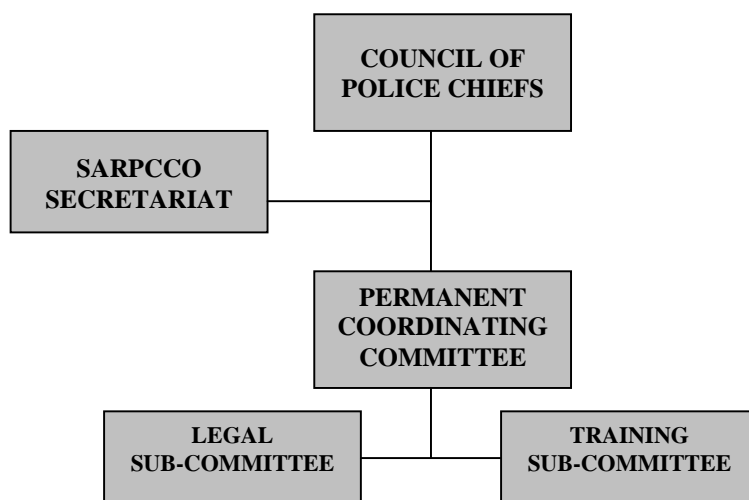 COUNCIL OF
POLICE CHIEFS
SARPCCO
SECRETARIAT
PERMANENT
COORDINATING
COMMITTEE
LEGAL
SUB-COMMITTEE
TRAINING
SUB-COMMITTEE